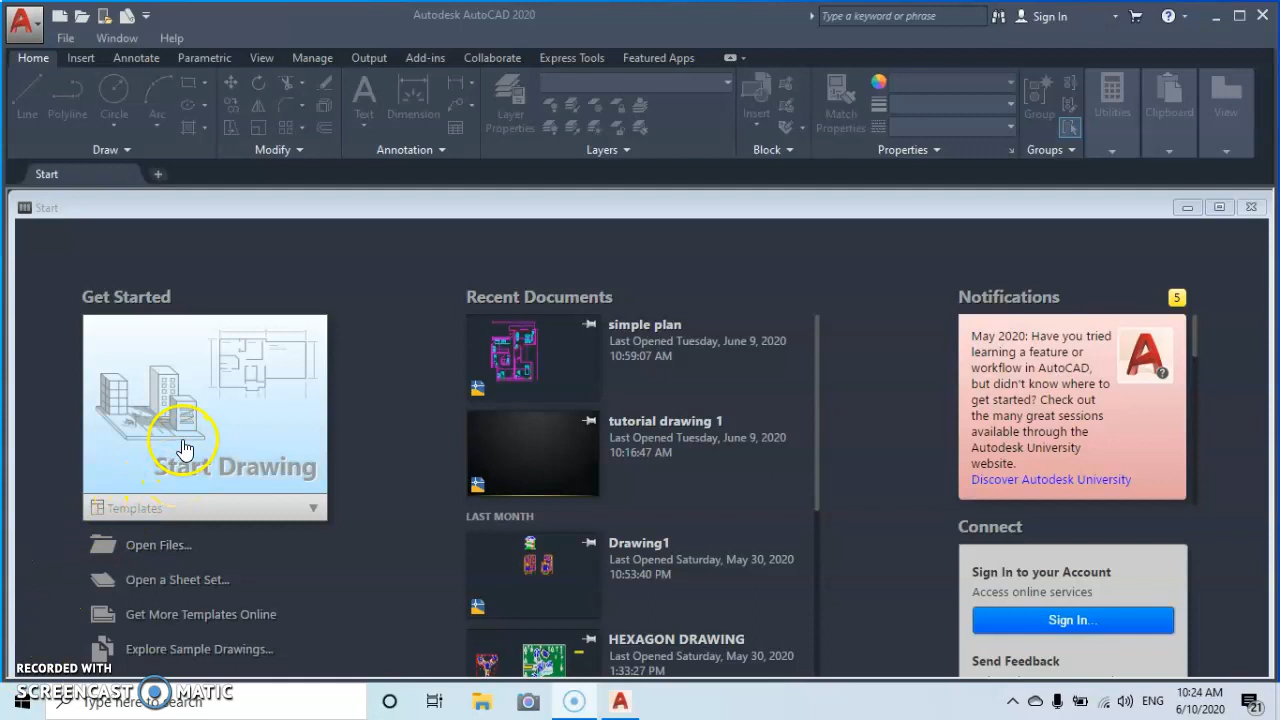 Autodesk AutoCAD 2020
Type a keyword or phrase
Sign In
File Window Help
Home Insert Annotate Parametric View Manage Output Add-ins Collaborate Express Tools Featured Apps
Line Polyline Circle Arc
Text Dimension
Layer Properties
Insert
Match Properties
Group
Utilities Clipboard View
Draw Modify Annotation Layers Block Properties Groups
Start
Start
Get Started
Start Drawing
Templates
Open Files...
Open a Sheet Set...
Get More Templates Online
Explore Sample Drawings...
Recent Documents
simple plan
Last Opened Tuesday, June 9, 2020
10:59:07 AM
tutorial drawing 1
Last Opened Tuesday, June 9, 2020
10:16:47 AM
LAST MONTH
Drawing1
Last Opened Saturday, May 30, 2020
10:53:40 PM
HEXAGON DRAWING
Last Opened Saturday, May 30, 2020
1:33:27 PM
Notifications 5
May 2020: Have you tried
learning a feature or
workflow in AutoCAD,
but didn't know where to
get started? Check out
the many great sessions
available through the
Autodesk University
website.
Discover Autodesk University
Connect
Sign In to your Account
Access online services
Sign In...
Send Feedback
RECORDED WITH
SCREENCAST MATIC
Type here to search
ENG
10:24 AM
6/10/2020
21